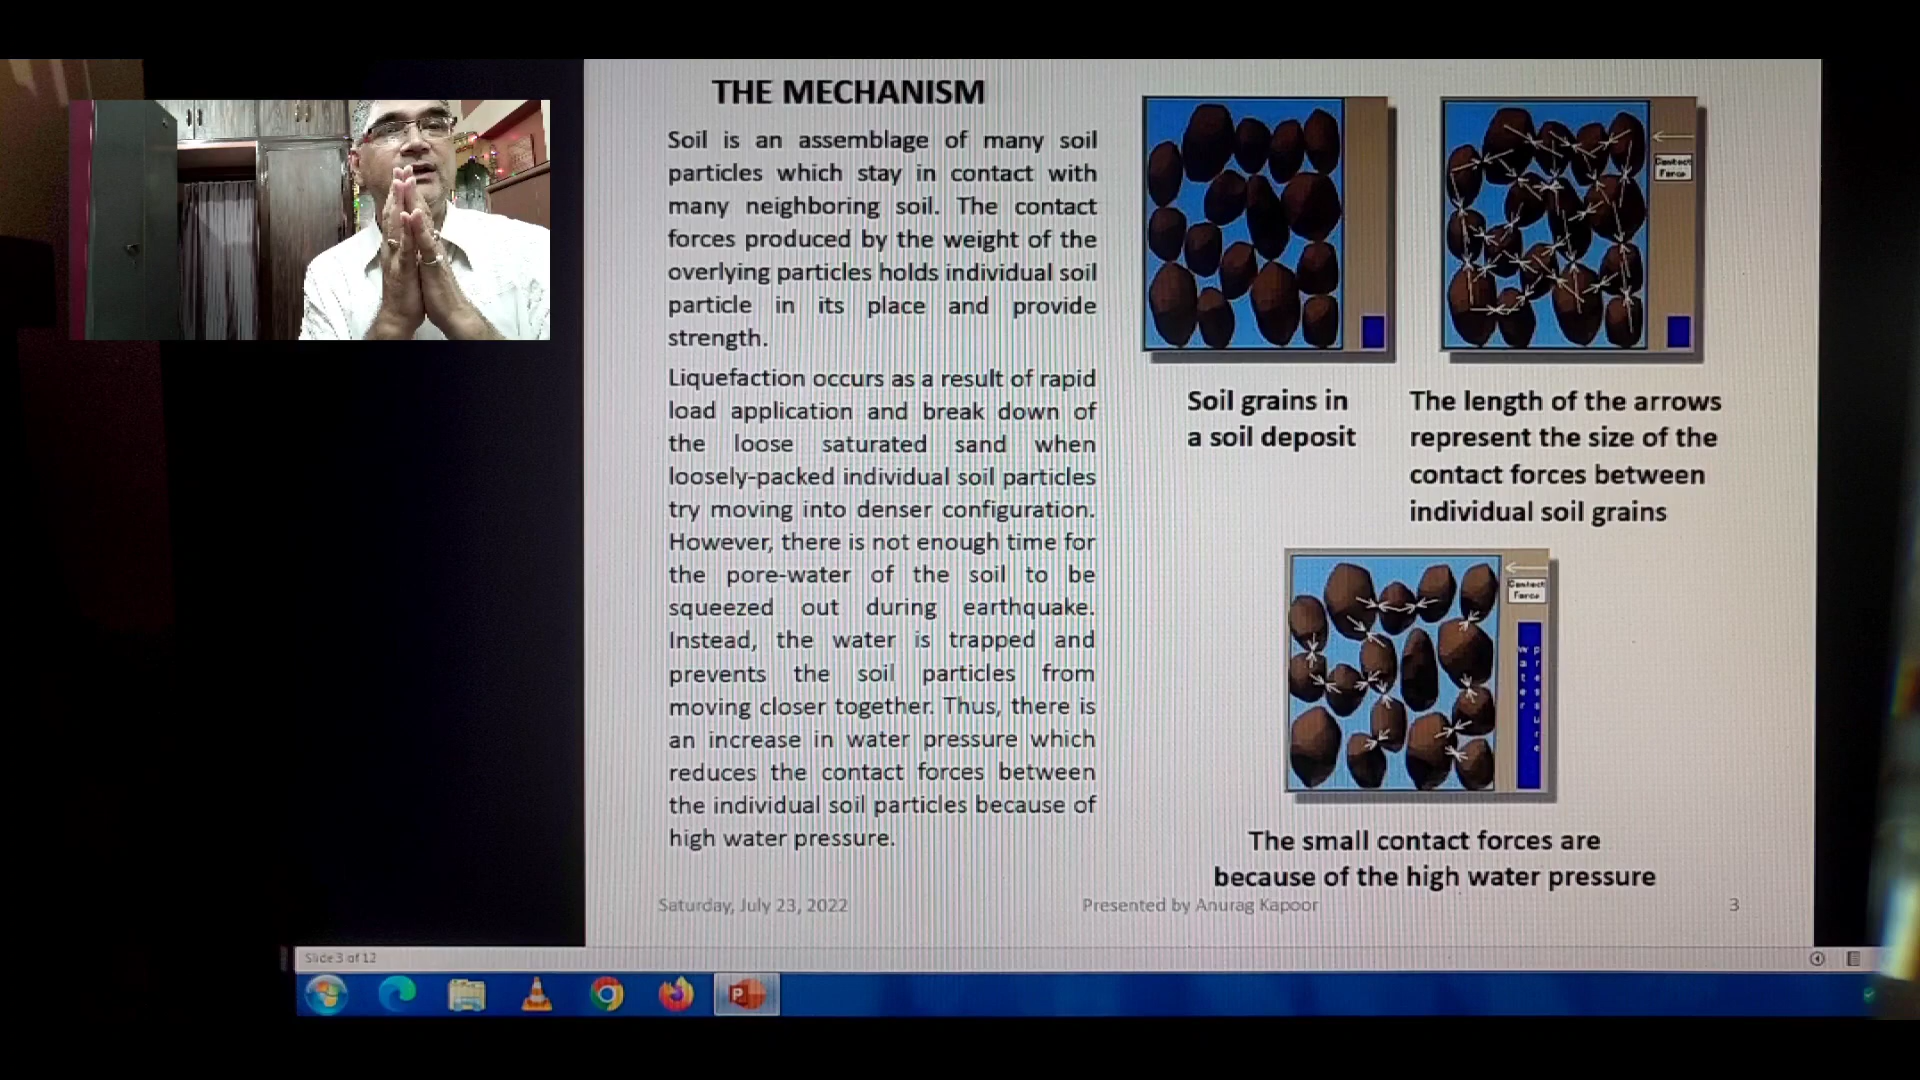 THE MECHANISM
Soil is an assemblage of many soil
particles which stay in contact with
many neighboring soil. The contact
forces produced by the weight of the
overlying particles holds individual soil
particle in its place and provide
strength.
Liquefaction occurs as a result of rapid
load application and break down of
the loose saturated sand when
loosely-packed individual soil particles
try moving into denser configuration.
However, there is not enough time for
the pore-water of the soil to be
squeezed out during earthquake.
Instead, the water is trapped and
prevents the soil particles from
moving closer together. Thus, there is
an increase in water pressure which
reduces the contact forces between
the individual soil particles because of
high water pressure.
Contact
Force
Soil grains in
a soil deposit
The length of the arrows
represent the size of the
contact forces between
individual soil grains
Contact
Force
water
pressure
The small contact forces are
because of the high water pressure
Saturday, July 23, 2022
Presented by Anurag Kapoor
3
Slide 3 of 12
P